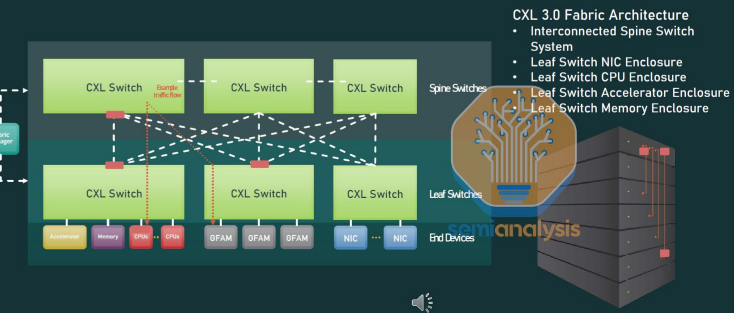 CXL 3.0 Fabric Architecture
• Interconnected Spine Switch
System
• Leaf Switch NIC Enclosure
• Leaf Switch CPU Enclosure
• Leaf Switch Accelerator Enclosure
• Leaf Switch Memory Enclosure
CXL Switch
Example
traffic flow
CXL Switch
CXL Switch
Spine Switches
CXL Switch
CXL Switch
CXL Switch
Leaf Switches
Accelerator
Memory
CPUs
CPUs
GFAM
GFAM
GFAM
NIC
NIC
End Devices
semianalysis